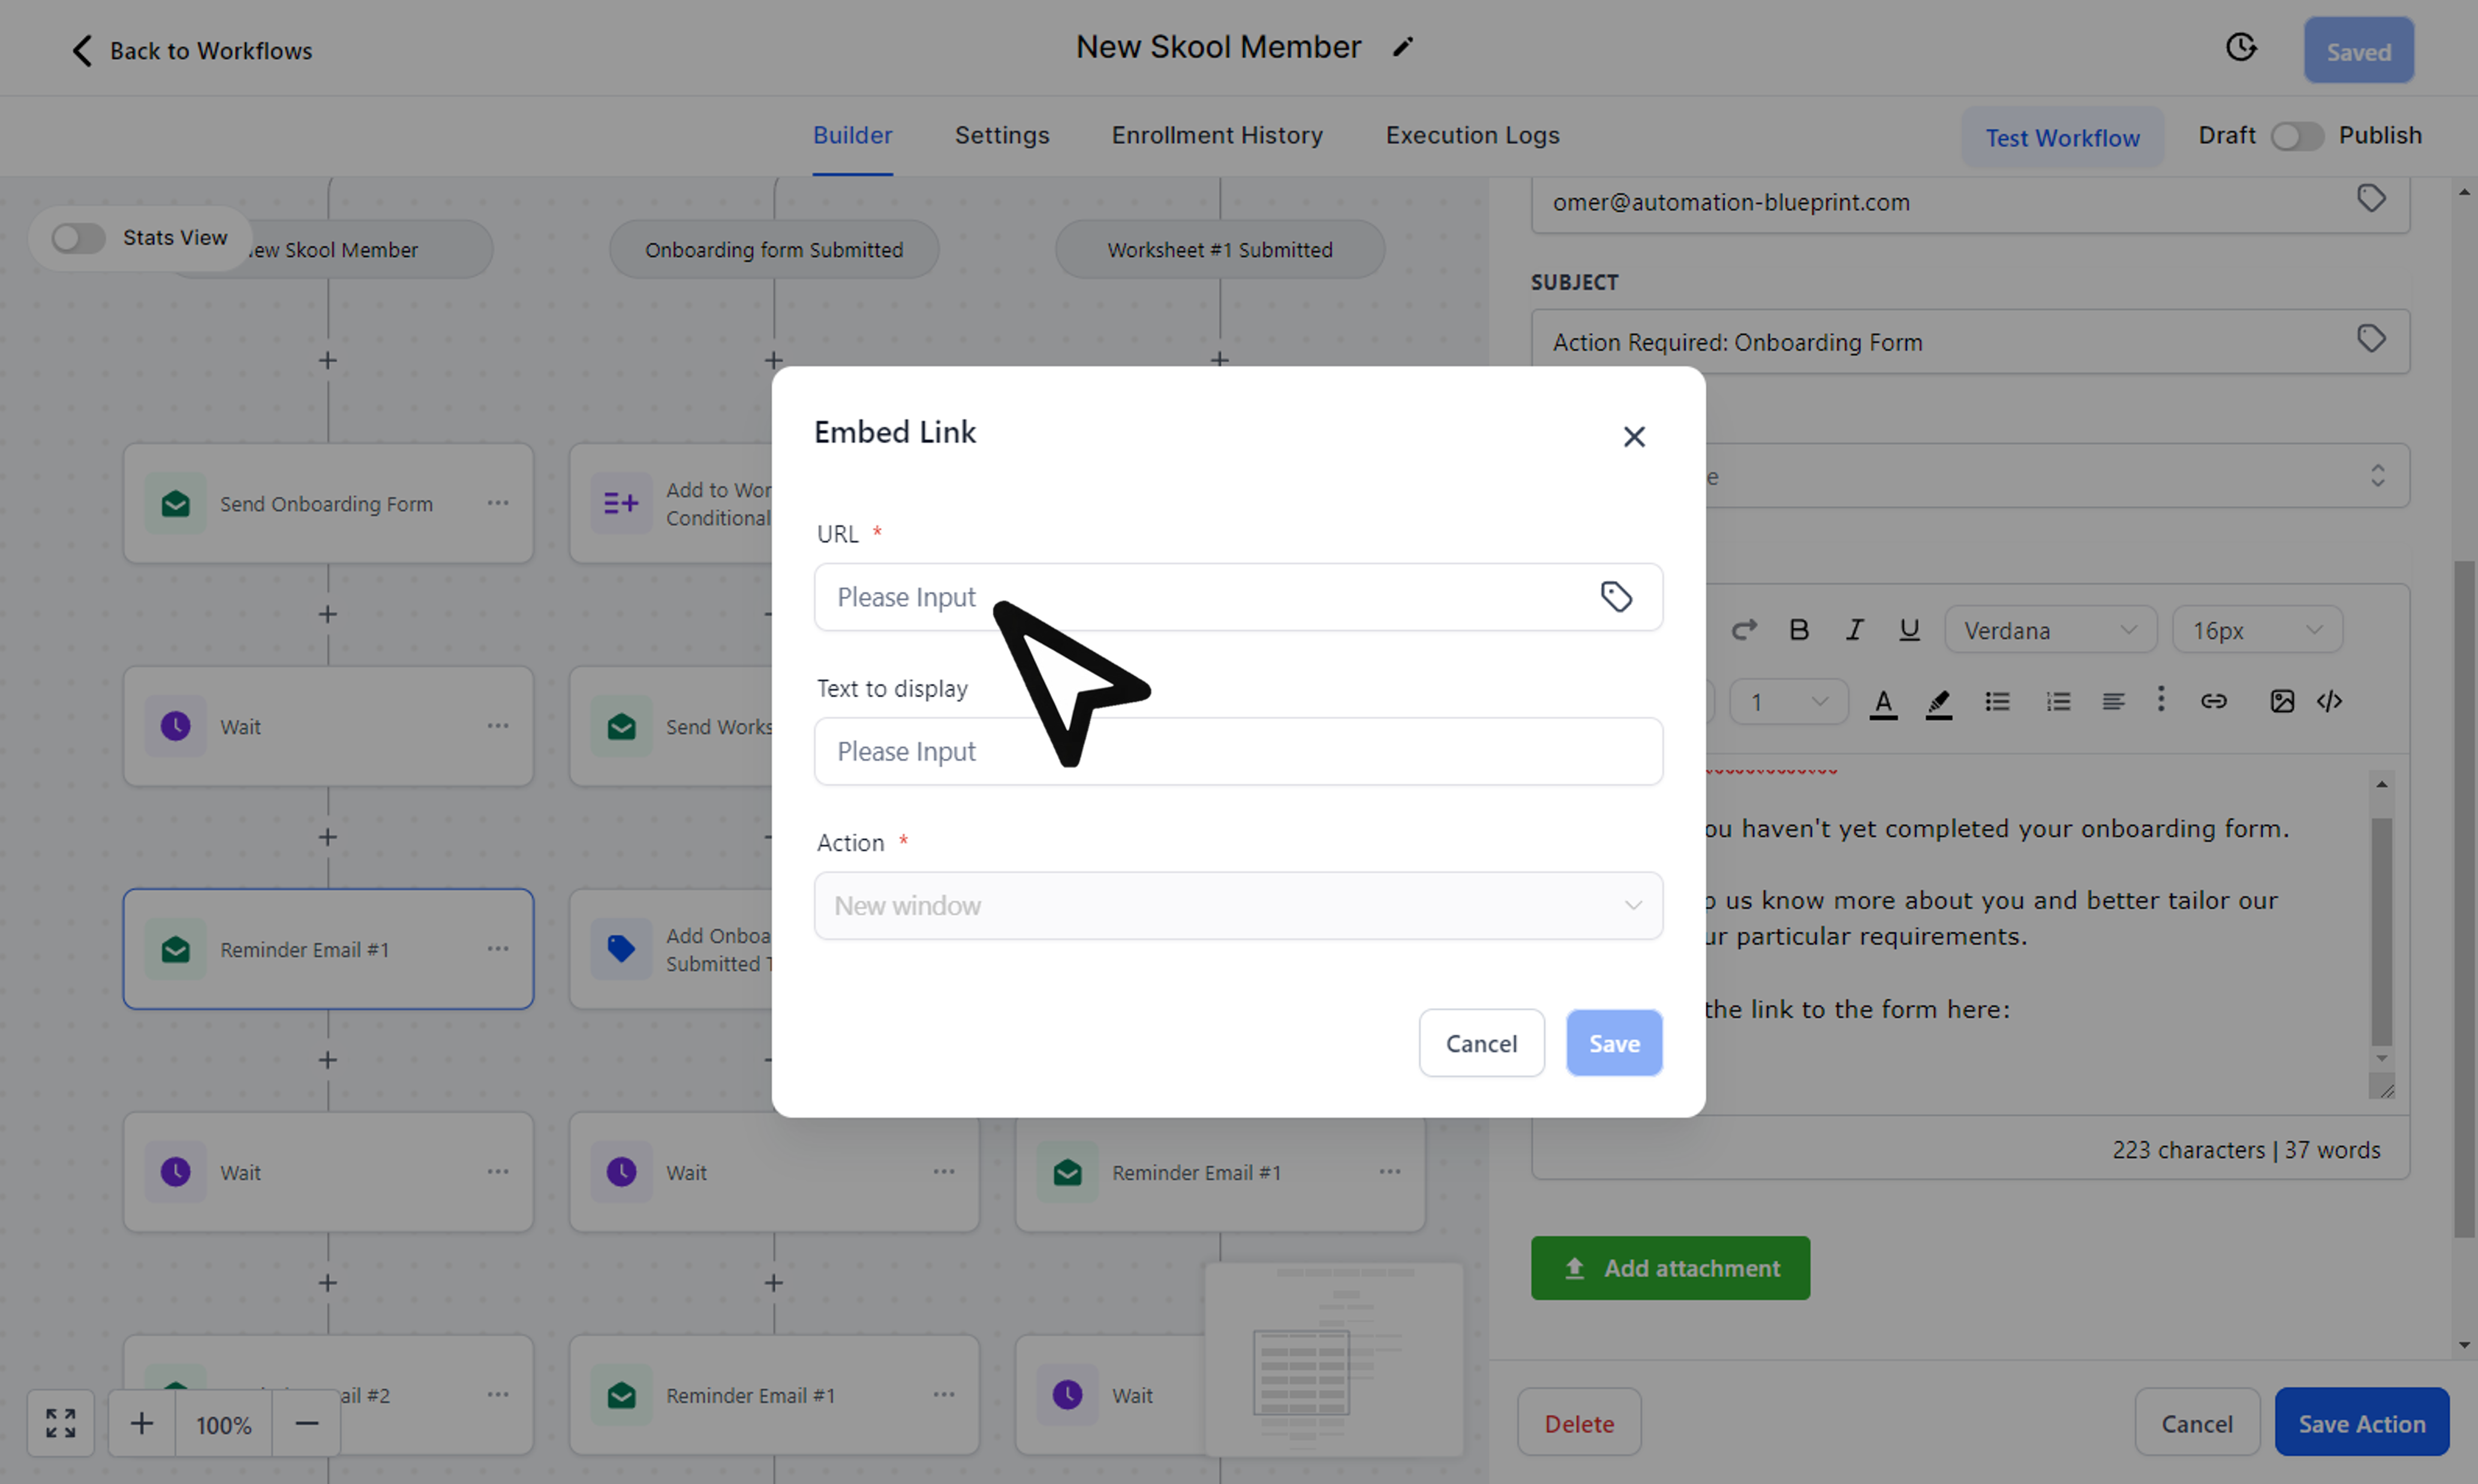 Back to Workflows
New Skool Member
Saved
Builder
Settings
Enrollment History
Execution Logs
Test Workflow
Draft
Publish
Stats View
ew Skool Member
Onboarding form Submitted
Worksheet #1 Submitted
omer@automation-blueprint.com
SUBJECT
Action Required: Onboarding Form
e
Send Onboarding Form
Add to Wor
Conditional
Wait
Send Works
Reminder Email #1
Add Onboa
Submitted T
Wait
Wait
Reminder Email #1
ail #2
Reminder Email #1
Wait
100%
Embed Link
URL *
Please Input
Text to display
Please Input
Action *
New window
Cancel
Save
Verdana
16px
1
ou haven't yet completed your onboarding form.
p us know more about you and better tailor our
ur particular requirements.
the link to the form here:
223 characters | 37 words
Add attachment
Delete
Cancel
Save Action